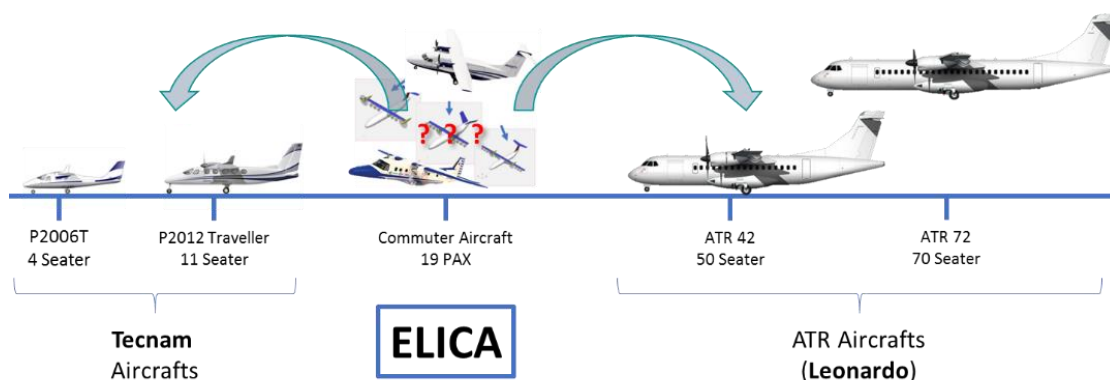 ? ? ?
P2006T
4 Seater
P2012 Traveller
11 Seater
Commuter Aircraft
19 PAX
ATR 42
50 Seater
ATR 72
70 Seater
Tecnam
Aircrafts
ELICA
ATR Aircrafts
(Leonardo)